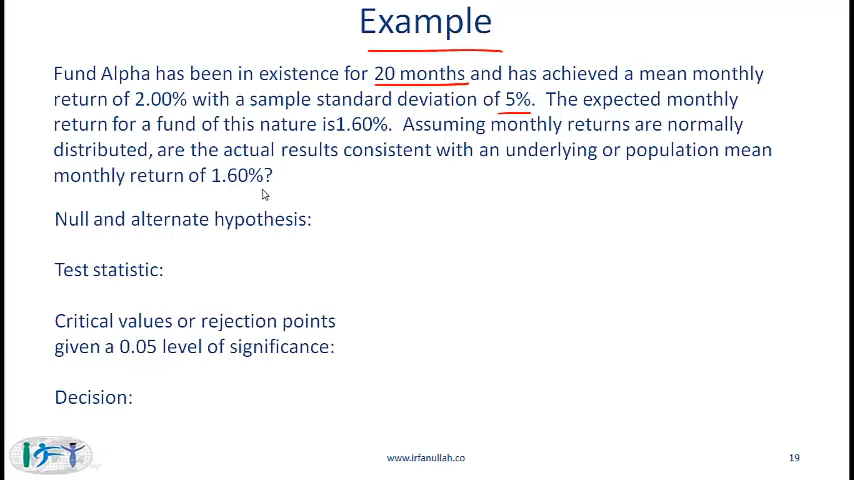 Example
Fund Alpha has been in existence for 20 months and has achieved a mean monthly
return of 2.00% with a sample standard deviation of 5%.  The expected monthly
return for a fund of this nature is1.60%.  Assuming monthly returns are normally
distributed, are the actual results consistent with an underlying or population mean
monthly return of 1.60%?
Null and alternate hypothesis:
Test statistic:
Critical values or rejection points
given a 0.05 level of significance:
Decision:
www.irfanullah.co
19